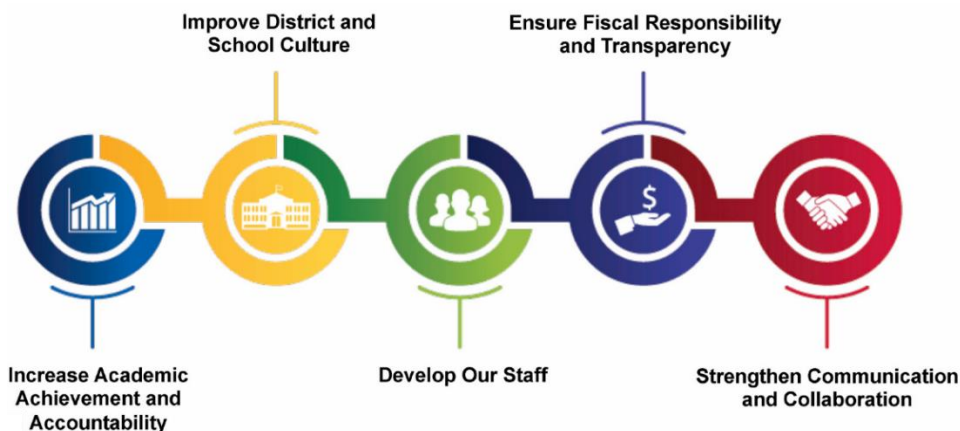 Improve District and
School Culture
Ensure Fiscal Responsibility
and Transparency
$
Increase Academic
Achievement and
Accountability
Develop Our Staff
Strengthen Communication
and Collaboration